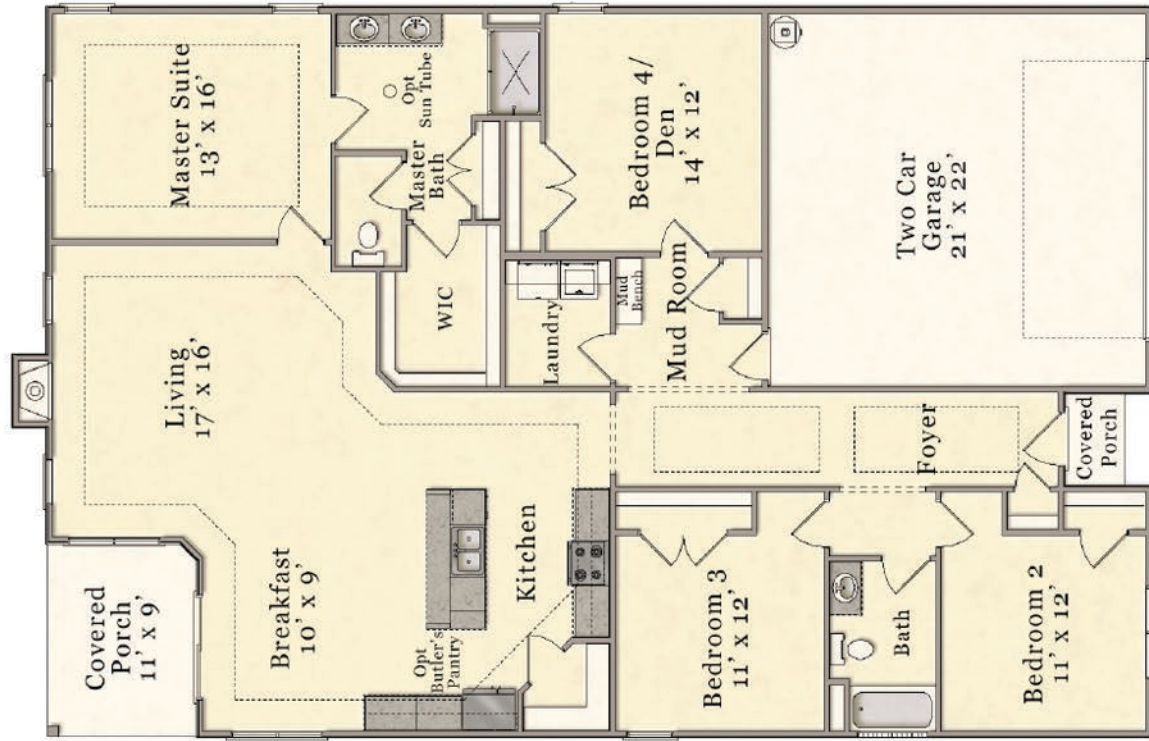 Master Suite
13' x 16'
Opt
Sun Tube
Master
Bath
Bedroom 4/
Den
14' x 12'
Two Car
Garage
21' x 22'
Living
17' x 16'
WIC
Laundry
Mud
Bench
Mud Room
Foyer
Covered
Porch
Covered
Porch
11' x 9'
Breakfast
10' x 9'
Kitchen
Opt
Butler's
Pantry
Bedroom 3
11' x 12'
Bath
Bedroom 2
11' x 12'